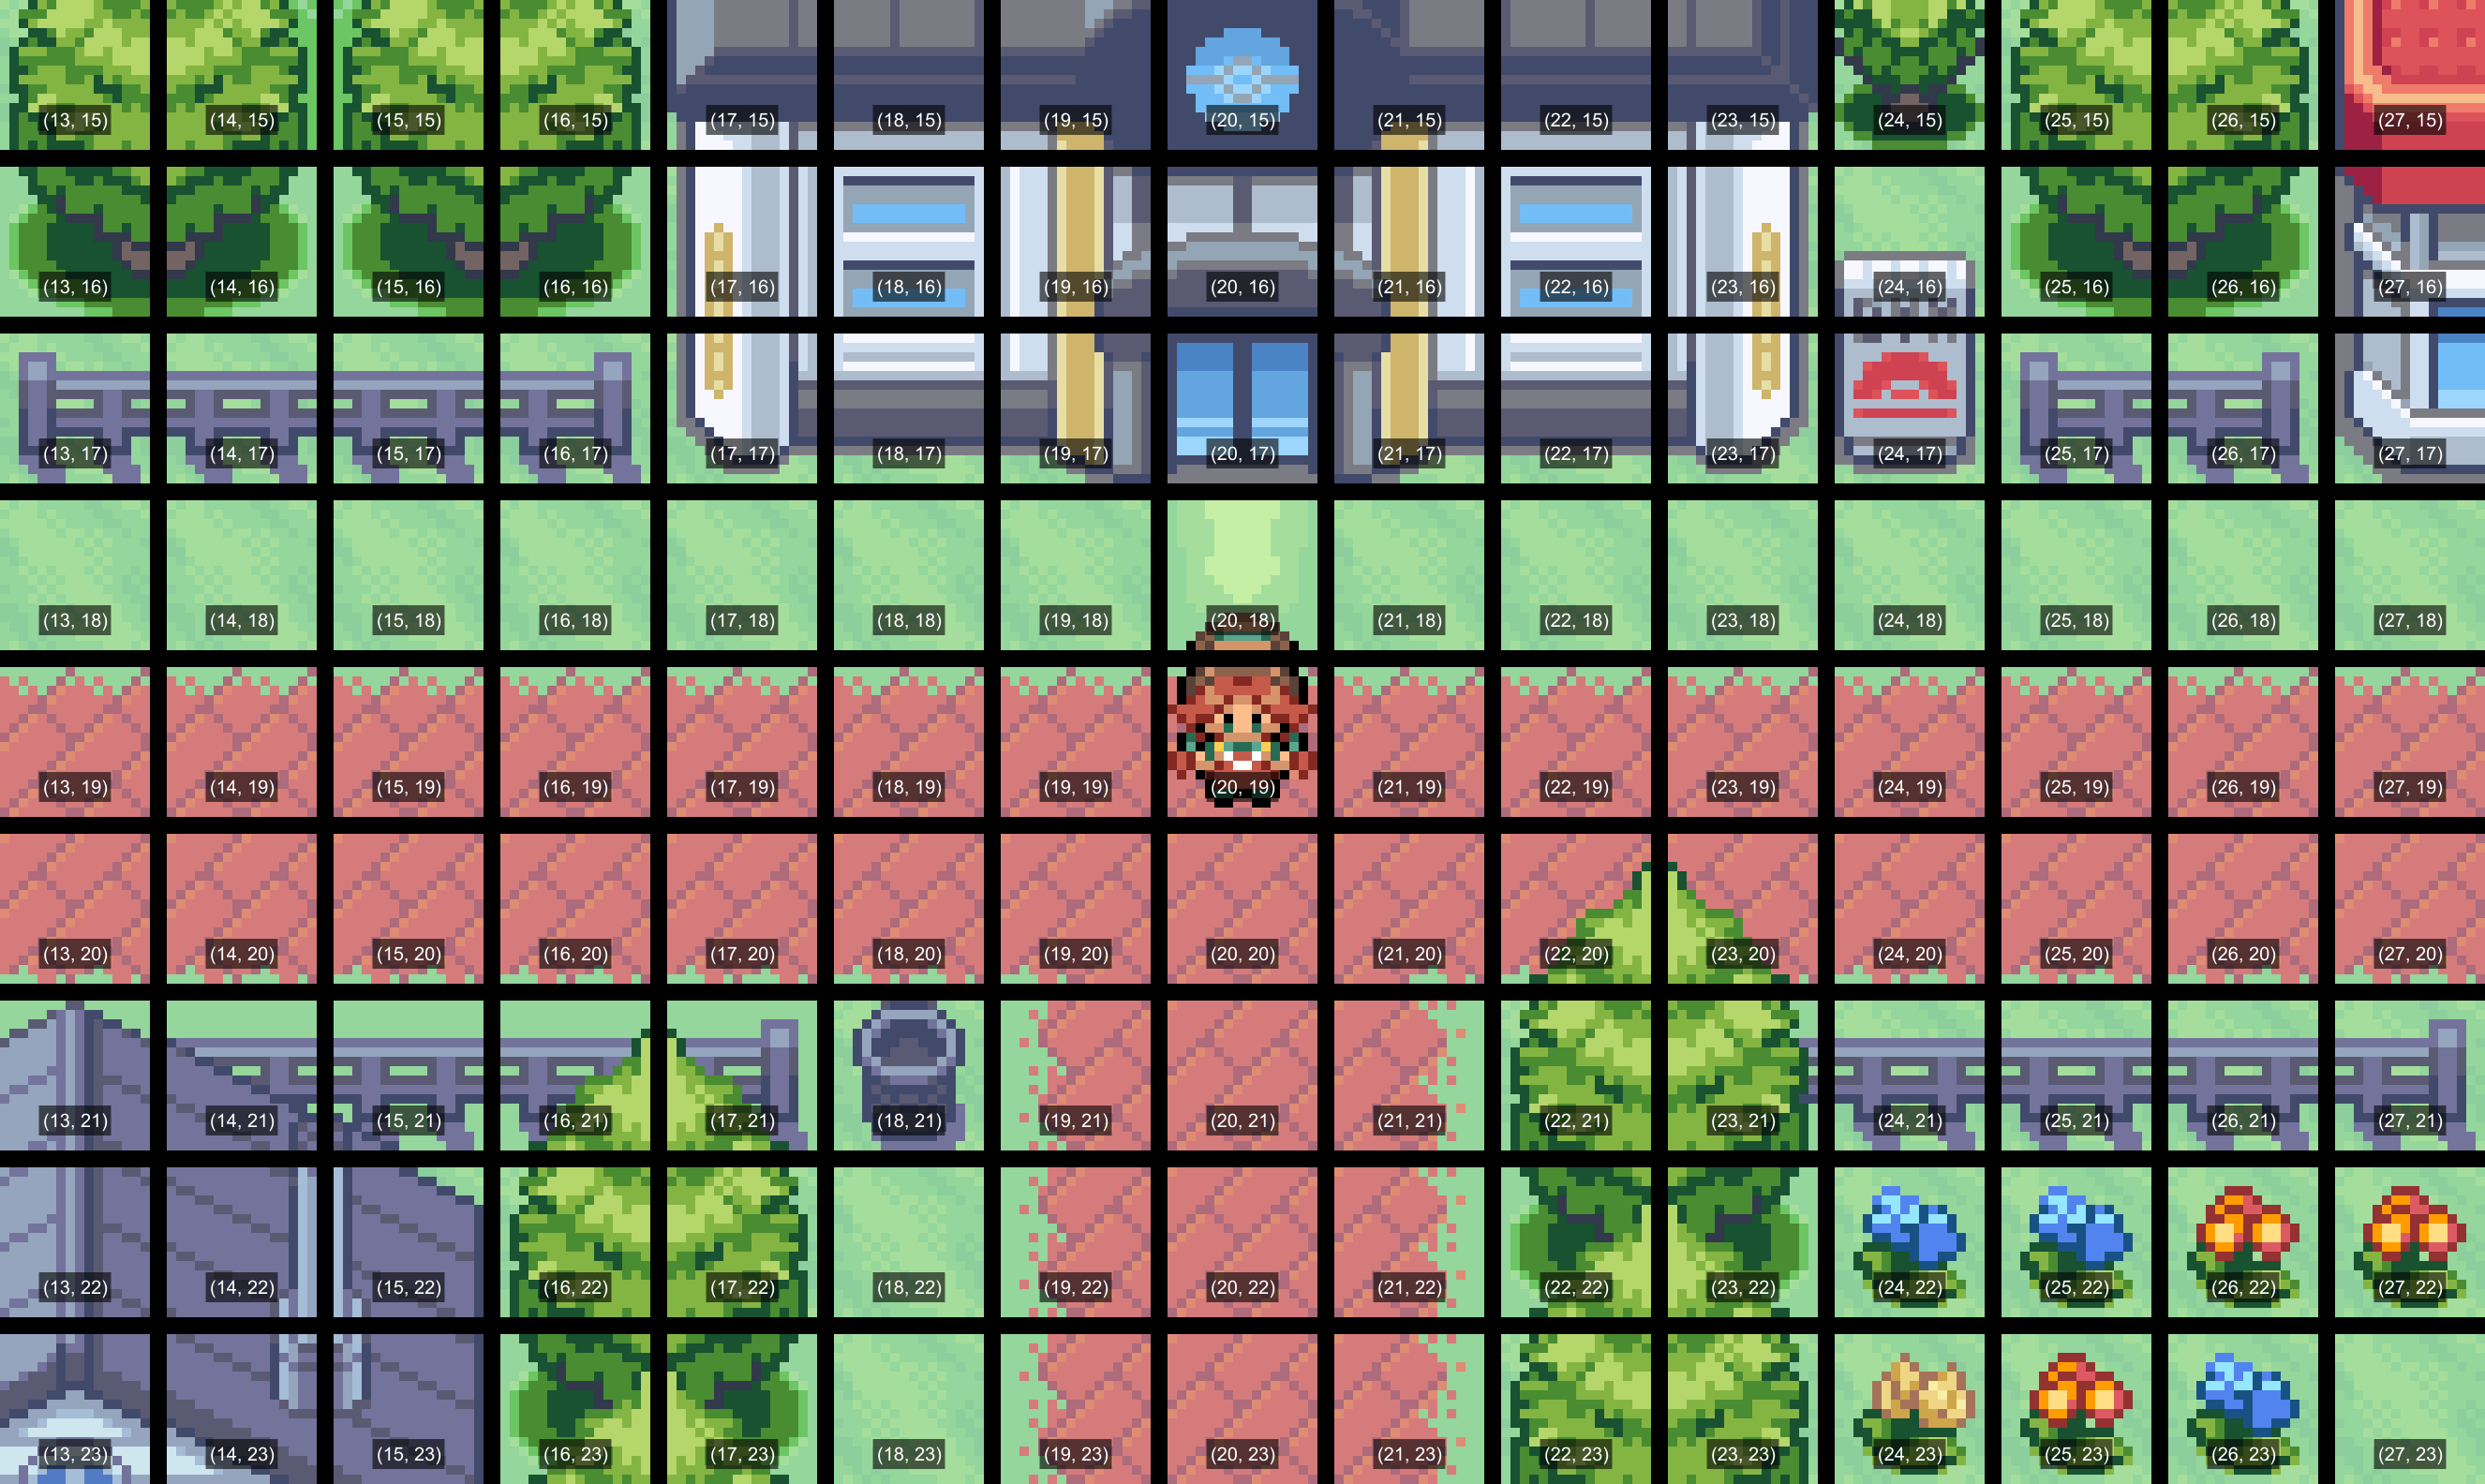 (13, 15) (14, 15) (15, 15) (16, 15) (17, 15) (18, 15) (19, 15) (20, 15) (21, 15) (22, 15) (23, 15) (24, 15) (25, 15) (26, 15) (27, 15)
(13, 16) (14, 16) (15, 16) (16, 16) (17, 16) (18, 16) (19, 16) (20, 16) (21, 16) (22, 16) (23, 16) (24, 16) (25, 16) (26, 16) (27, 16)
(13, 17) (14, 17) (15, 17) (16, 17) (17, 17) (18, 17) (19, 17) (20, 17) (21, 17) (22, 17) (23, 17) (24, 17) (25, 17) (26, 17) (27, 17)
(13, 18) (14, 18) (15, 18) (16, 18) (17, 18) (18, 18) (19, 18) (20, 18) (21, 18) (22, 18) (23, 18) (24, 18) (25, 18) (26, 18) (27, 18)
(13, 19) (14, 19) (15, 19) (16, 19) (17, 19) (18, 19) (19, 19) (20, 19) (21, 19) (22, 19) (23, 19) (24, 19) (25, 19) (26, 19) (27, 19)
(13, 20) (14, 20) (15, 20) (16, 20) (17, 20) (18, 20) (19, 20) (20, 20) (21, 20) (22, 20) (23, 20) (24, 20) (25, 20) (26, 20) (27, 20)
(13, 21) (14, 21) (15, 21) (16, 21) (17, 21) (18, 21) (19, 21) (20, 21) (21, 21) (22, 21) (23, 21) (24, 21) (25, 21) (26, 21) (27, 21)
(13, 22) (14, 22) (15, 22) (16, 22) (17, 22) (18, 22) (19, 22) (20, 22) (21, 22) (22, 22) (23, 22) (24, 22) (25, 22) (26, 22) (27, 22)
(13, 23) (14, 23) (15, 23) (16, 23) (17, 23) (18, 23) (19, 23) (20, 23) (21, 23) (22, 23) (23, 23) (24, 23) (25, 23) (26, 23) (27, 23)